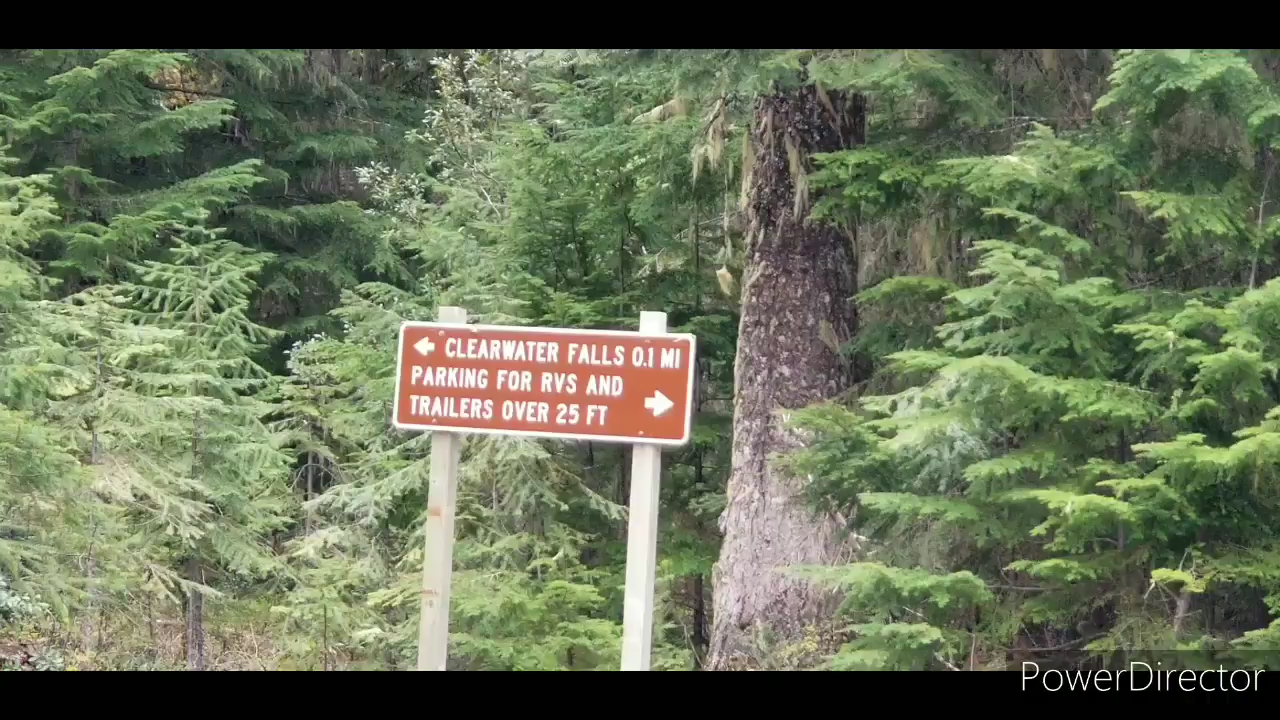 CLEARWATER FALLS 0.1 MI
PARKING FOR RVS AND
TRAILERS OVER 25 FT
PowerDirector